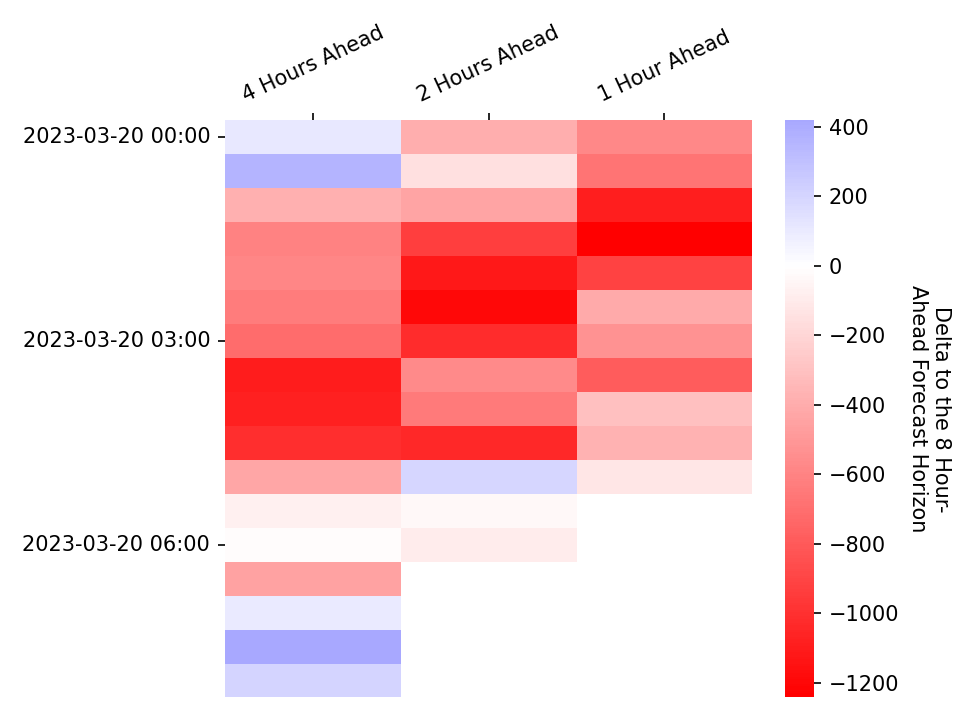 4 Hours Ahead
2 Hours Ahead
1 Hour Ahead
2023-03-20 00:00
2023-03-20 03:00
2023-03-20 06:00
400
200
0
−200
−400
−600
−800
−1000
−1200
Delta to the 8 Hour-
Ahead Forecast Horizon